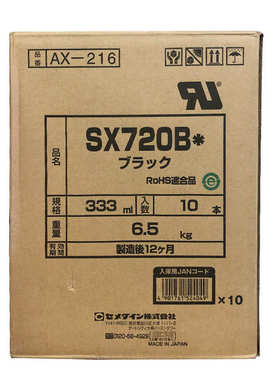 品番 AX-216
SX720B*
品名
ブラック
RoHS適合品
規格 333 ml 入数 10 本
重量 6.5 kg
有効期間 製造後12ケ月
入庫用JANコード
×10
セメダイン株式会社
MADE IN JAPAN